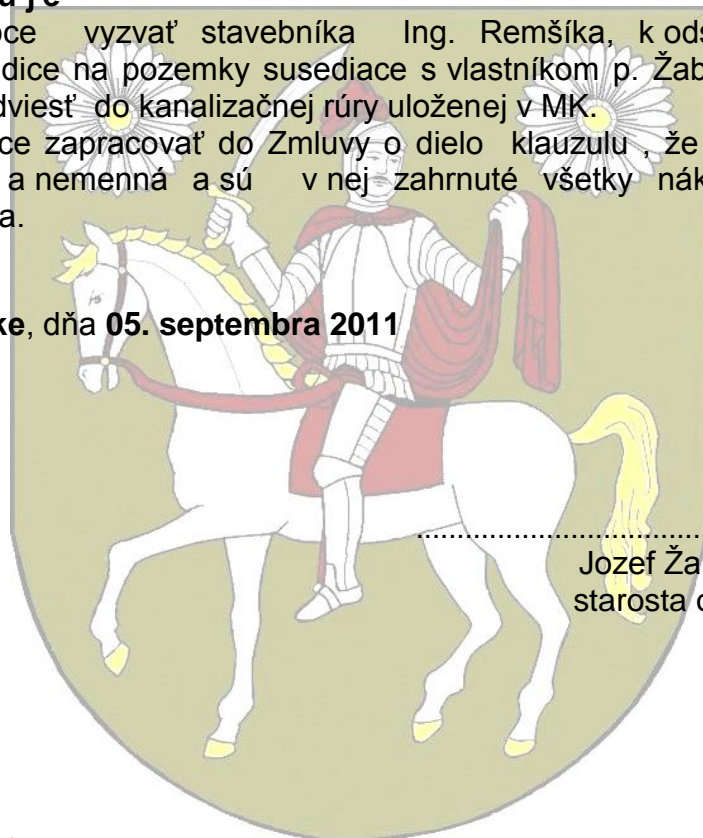 u j e
oce vyzvať stavebníka Ing. Remšíka, k ods
dice na pozemky susediace s vlastníkom p. Žab
dviesť do kanalizačnej rúry uloženej v MK.
ce zapracovať do Zmluvy o dielo klauzulu , že
a nemenná a sú v nej zahrnuté všetky nák
a.
ke, dňa 05. septembra 2011
........................................
Jozef Ža
starosta o